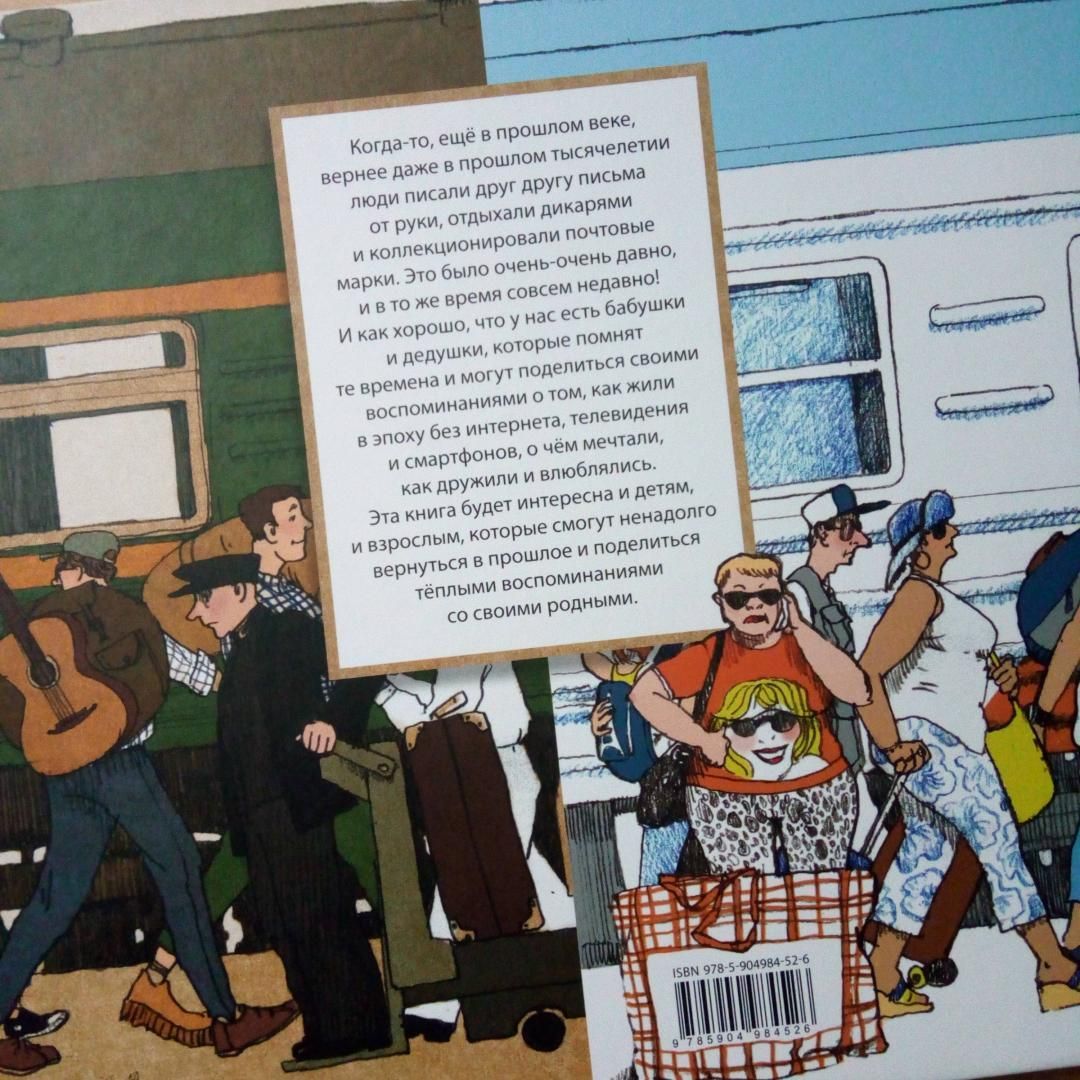 Когда-то, ещё в прошлом веке,
вернее даже в прошлом тысячелетии
люди писали друг другу письма
от руки, отдыхали дикарями
и коллекционировали почтовые
марки. Это было очень-очень давно,
и в то же время совсем недавно!
И как хорошо, что у нас есть бабушки
и дедушки, которые помнят
те времена и могут поделиться своими
воспоминаниями о том, как жили
в эпоху без интернета, телевидения
и смартфонов, о чём мечтали,
как дружили и влюблялись.
Эта книга будет интересна и детям,
и взрослым, которые смогут ненадолго
вернуться в прошлое и поделиться
тёплыми воспоминаниями
со своими родными.
ISBN 978-5-904984-52-6
9 785904 984526